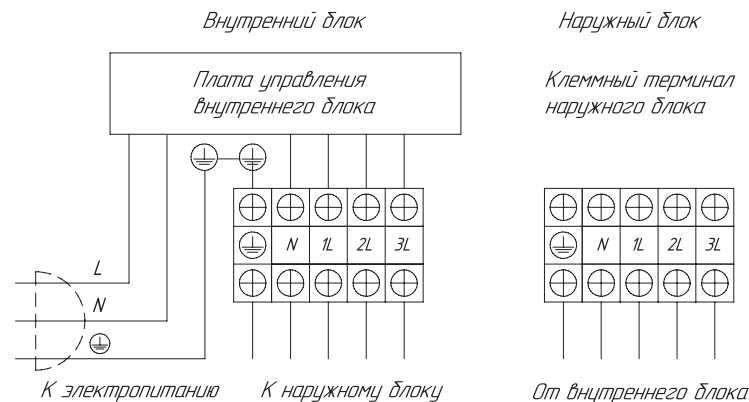 Внутренний блок
Наружный блок
Плата управления
внутреннего блока
Клеммный терминал
наружного блока
N 1L 2L 3L
N 1L 2L 3L
L
N
К электропитанию
К наружному блоку
От внутреннего блока